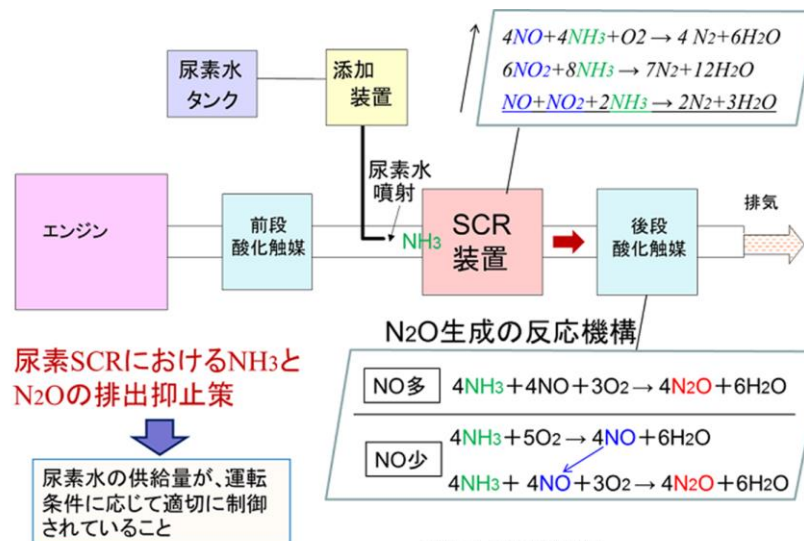 4NO+4NH3+O2→4 N2+6H2O
6NO2+8NH3→7N2+12H2O
NO+NO2+2NH3→2N2+3H2O
尿素水
タンク
添加
装置
尿素水
噴射
エンジン
前段
酸化触媒
NH3
SCR
装置
後段
酸化触媒
排気
N2O生成の反応機構
尿素SCRにおけるNH3と
N2Oの排出抑止策
NO多 4NH3+4NO+3O2→4N2O+6H2O
NO少 4NH3+5O2→4NO+6H2O
4NH3+ 4NO+3O2→4N2O+6H2O
尿素水の供給量が、運転
条件に応じて適切に制御
されていること